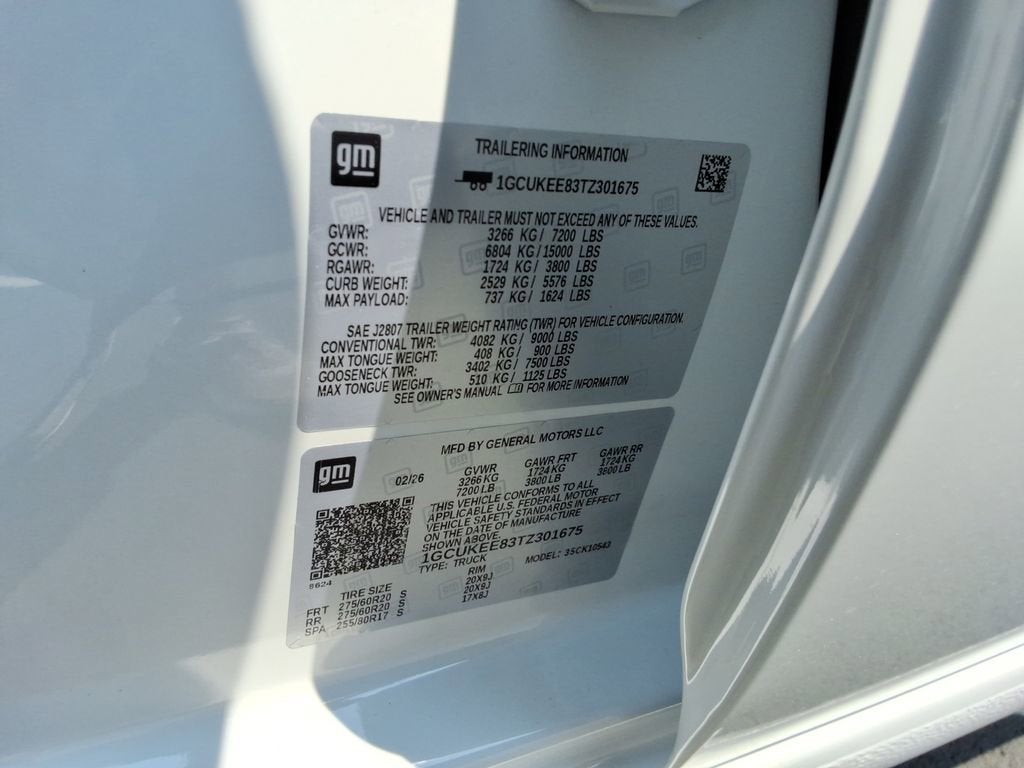 gm
TRAILERING INFORMATION
1GCUKEE83TZ301675
VEHICLE AND TRAILER MUST NOT EXCEED ANY OF THESE VALUES.
GVWR: 3266 KG / 7200 LBS
GCWR: 6804 KG / 15000 LBS
RGAWR: 1724 KG / 3800 LBS
CURB WEIGHT: 2529 KG / 5576 LBS
MAX PAYLOAD: 737 KG / 1624 LBS
SAE J2807 TRAILER WEIGHT RATING (TWR) FOR VEHICLE CONFIGURATION.
CONVENTIONAL TWR: 4082 KG / 9000 LBS
MAX TONGUE WEIGHT: 408 KG / 900 LBS
GOOSENECK TWR: 3402 KG / 7500 LBS
MAX TONGUE WEIGHT: 510 KG / 1125 LBS
SEE OWNER'S MANUAL FOR MORE INFORMATION
gm
MFD BY GENERAL MOTORS LLC
02/26 GVWR GAWR FRT GAWR RR
3266 KG 1724 KG 1724 KG
7200 LB 3800 LB 3800 LB
THIS VEHICLE CONFORMS TO ALL
APPLICABLE U.S. FEDERAL MOTOR
VEHICLE SAFETY STANDARDS IN EFFECT
ON THE DATE OF MANUFACTURE
SHOWN ABOVE.
1GCUKEE83TZ301675
TYPE: TRUCK MODEL: 35CK10543
8624
TIRE SIZE RIM
FRT 275/60R20 S 20X9J
RR 275/60R20 S 20X9J
SPA 255/80R17 S 17X8J